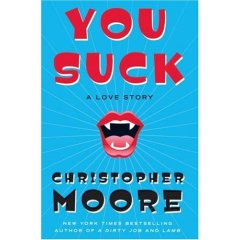 YOU
SUCK
A LOVE STORY
CHRISTOPHER
MOORE
NEW YORK TIMES BESTSELLING
AUTHOR OF A DIRTY JOB AND LAMB